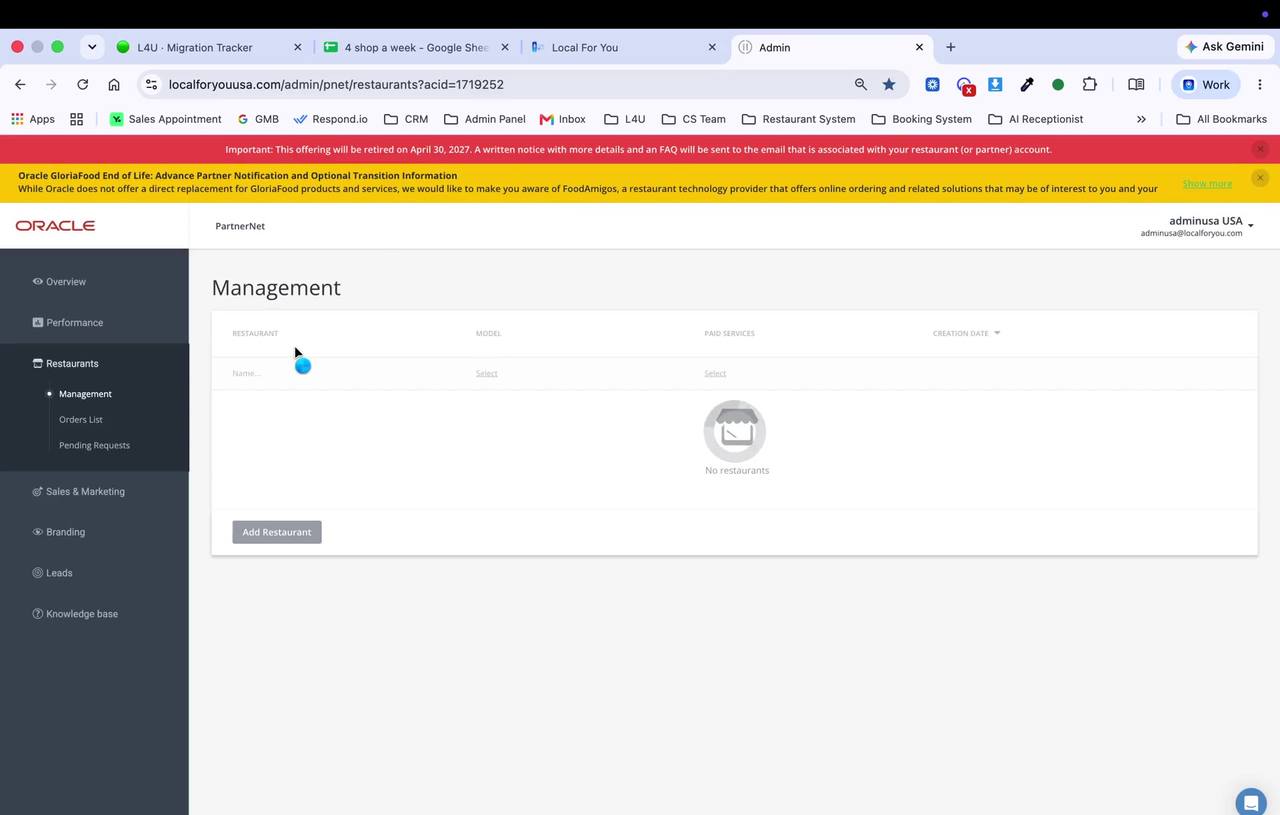 L4U · Migration Tracker
4 shop a week - Google Shee
Local For You
Admin
Ask Gemini
localforyouusa.com/admin/pnet/restaurants?acid=1719252
Work
Apps
Sales Appointment
GMB
Respond.io
CRM
Admin Panel
Inbox
L4U
CS Team
Restaurant System
Booking System
AI Receptionist
All Bookmarks
Important: This offering will be retired on April 30, 2027. A written notice with more details and an FAQ will be sent to the email that is associated with your restaurant (or partner) account.
Oracle GloriaFood End of Life: Advance Partner Notification and Optional Transition Information
While Oracle does not offer a direct replacement for GloriaFood products and services, we would like to make you aware of FoodAmigos, a restaurant technology provider that offers online ordering and related solutions that may be of interest to you and your
Show more
ORACLE
PartnerNet
adminusa USA
adminusa@localforyou.com
Overview
Performance
Restaurants
Management
Orders List
Pending Requests
Sales & Marketing
Branding
Leads
Knowledge base
Management
RESTAURANT
MODEL
PAID SERVICES
CREATION DATE
Name...
Select
Select
No restaurants
Add Restaurant